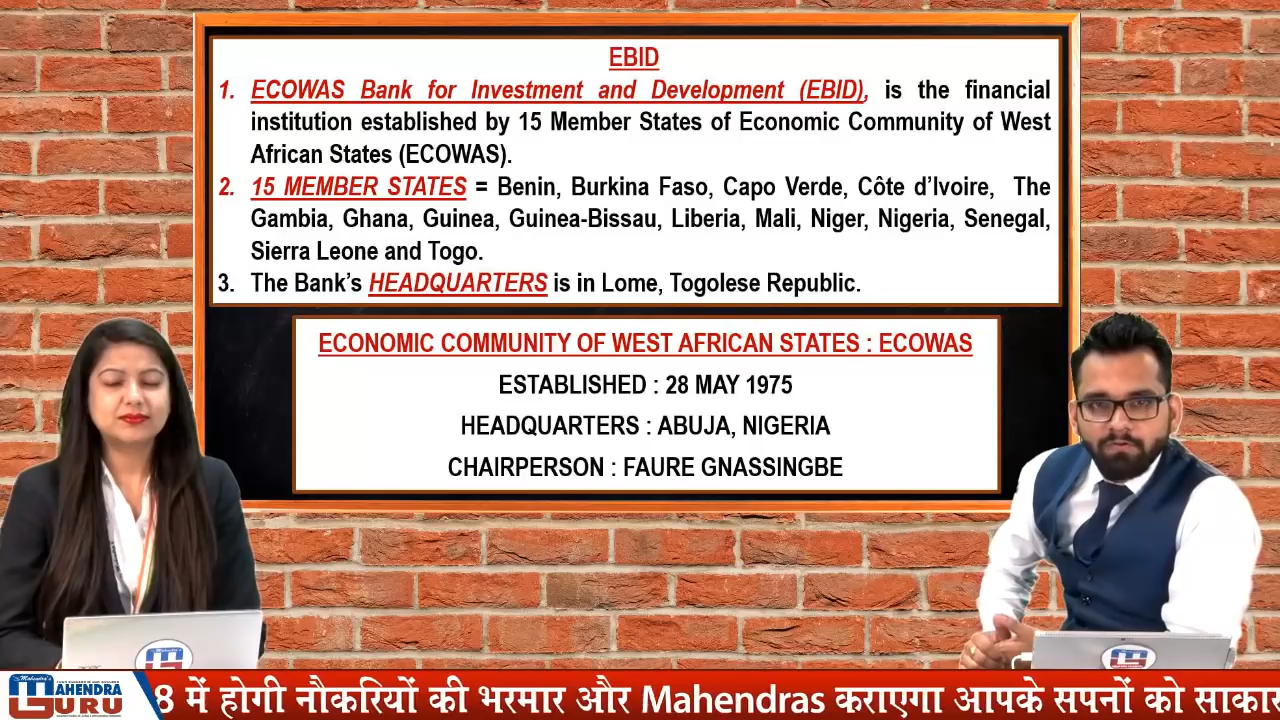 EBID
1. ECOWAS Bank for Investment and Development (EBID), is the financial
institution established by 15 Member States of Economic Community of West
African States (ECOWAS).
2. 15 MEMBER STATES = Benin, Burkina Faso, Capo Verde, Côte d’Ivoire, The
Gambia, Ghana, Guinea, Guinea-Bissau, Liberia, Mali, Niger, Nigeria, Senegal,
Sierra Leone and Togo.
3. The Bank’s HEADQUARTERS is in Lome, Togolese Republic.
ECONOMIC COMMUNITY OF WEST AFRICAN STATES : ECOWAS
ESTABLISHED : 28 MAY 1975
HEADQUARTERS : ABUJA, NIGERIA
CHAIRPERSON : FAURE GNASSINGBE
Mahendra's
MAHENDRA
GURU
8 में होगी नौकरियों की भरमार और Mahendras कराएगा आपके सपनों को साकार